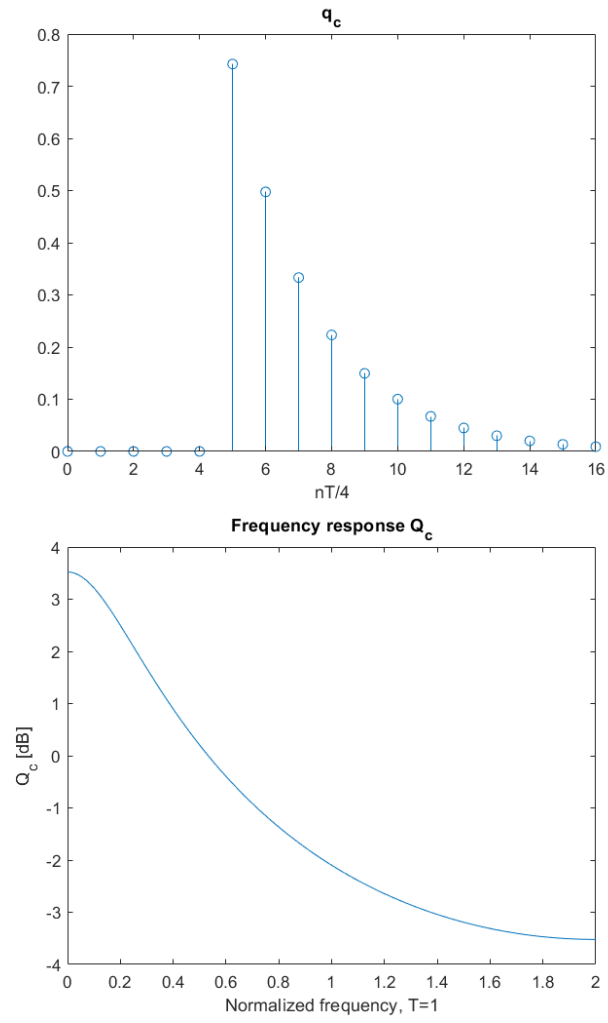 q_c
0.8
0.7
0.6
0.5
0.4
0.3
0.2
0.1
0
0 2 4 6 8 10 12 14 16
nT/4
Frequency response Q_c
4
3
2
1
0
-1
-2
-3
-4
Q_c [dB]
0 0.2 0.4 0.6 0.8 1 1.2 1.4 1.6 1.8 2
Normalized frequency, T=1